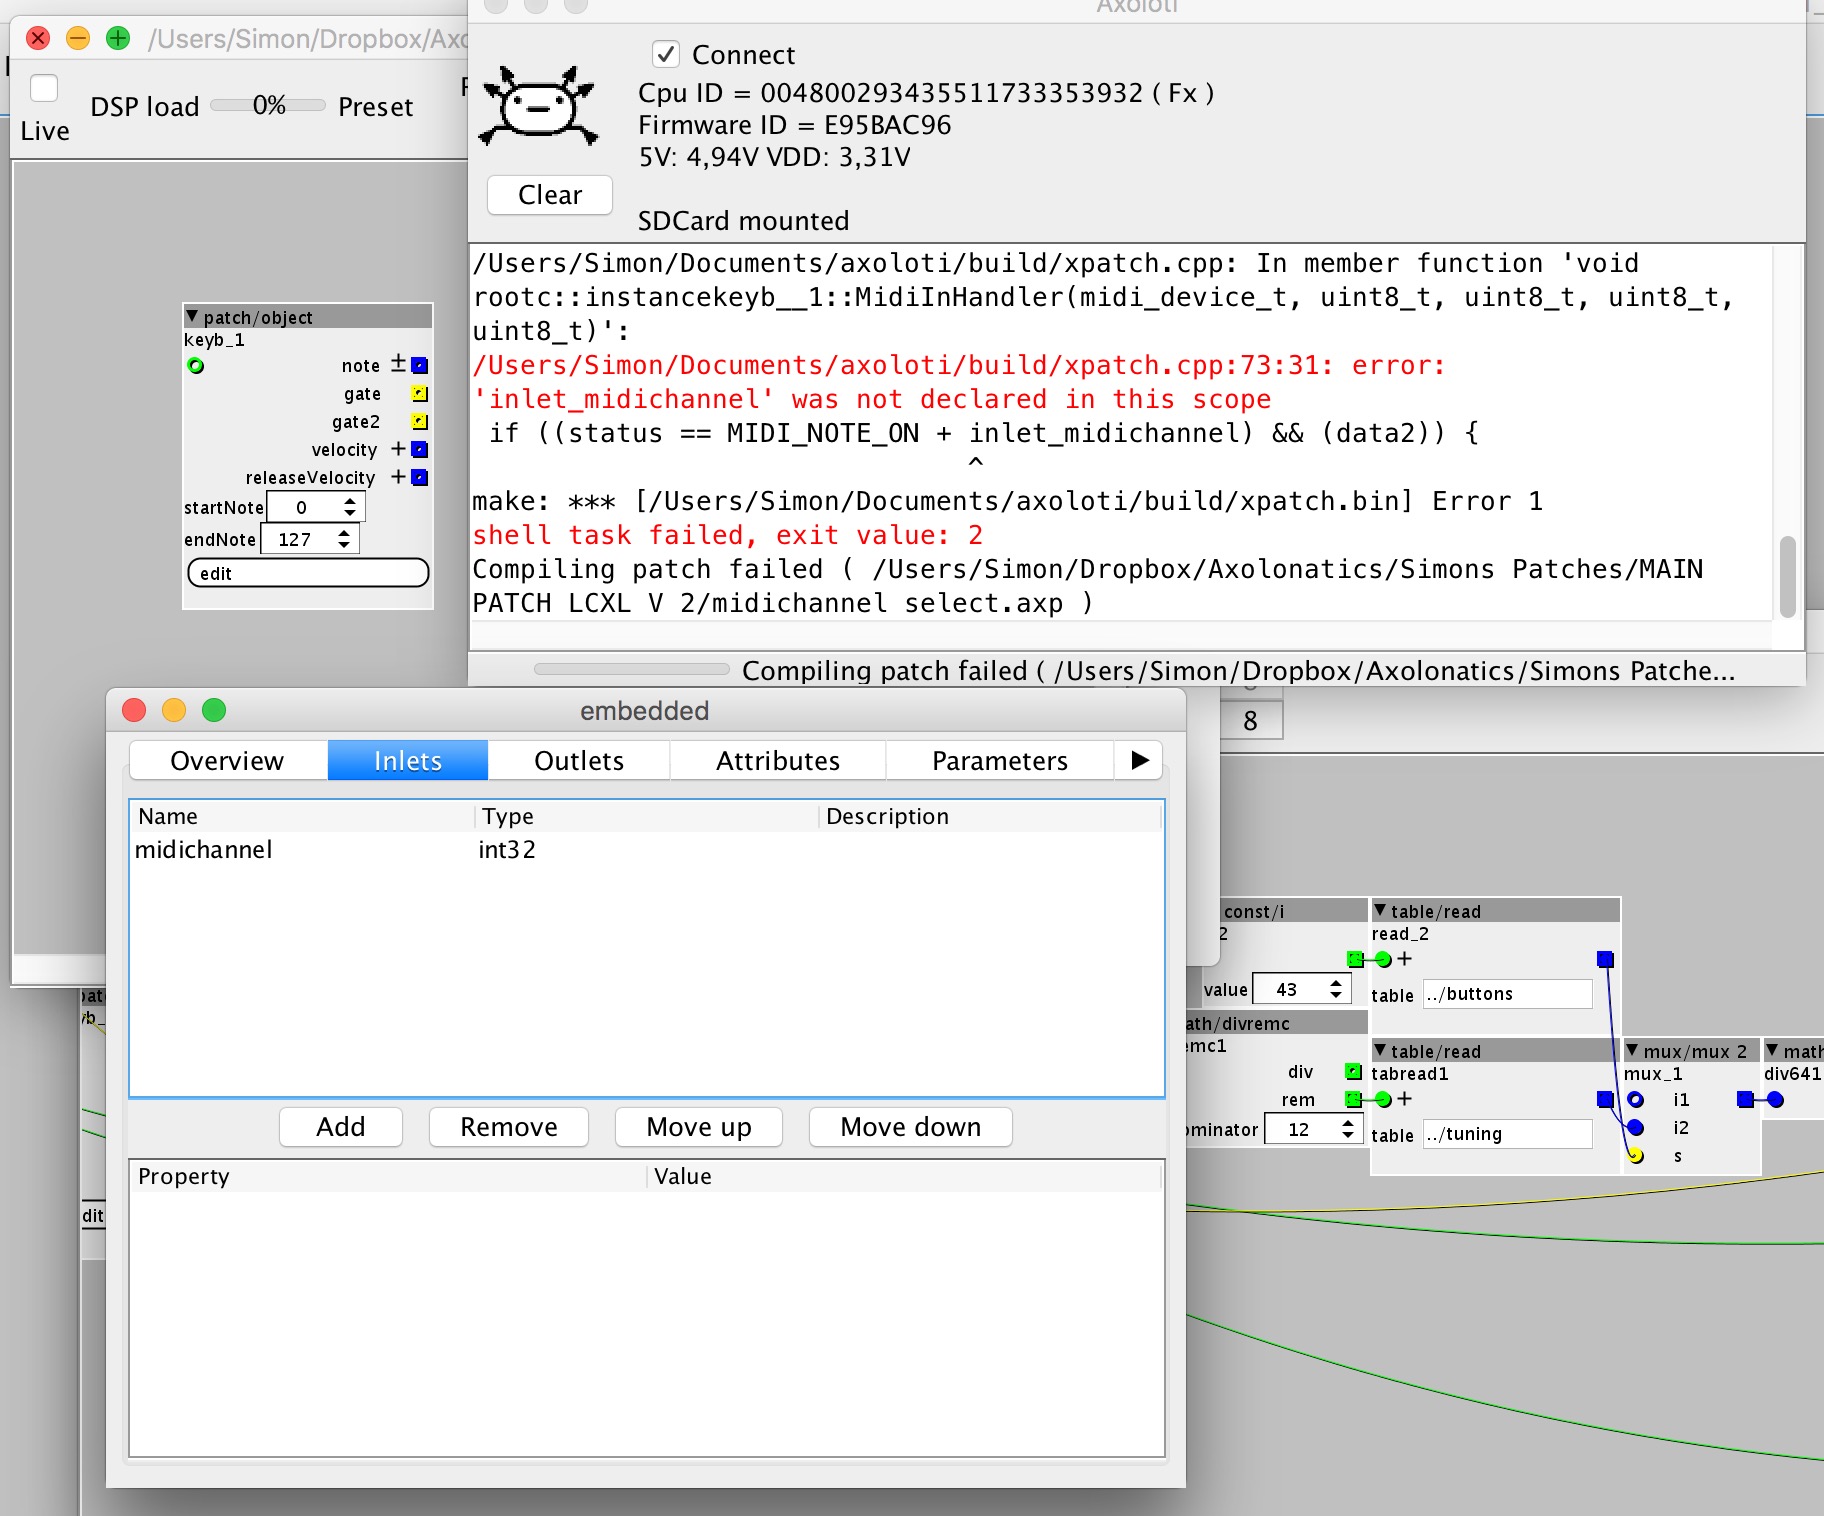 /Users/Simon/Dropbox/Axo
Axoloti
Live
DSP load
0%
Preset
Connect
Cpu ID = 004800293435511733353932 ( Fx )
Firmware ID = E95BAC96
5V: 4,94V VDD: 3,31V
Clear
SDCard mounted
/Users/Simon/Documents/axoloti/build/xpatch.cpp: In member function 'void
rootc::instancekeyb__1::MidiInHandler(midi_device_t, uint8_t, uint8_t, uint8_t,
uint8_t)':
/Users/Simon/Documents/axoloti/build/xpatch.cpp:73:31: error:
'inlet_midichannel' was not declared in this scope
if ((status == MIDI_NOTE_ON + inlet_midichannel) && (data2)) {
^
make: *** [/Users/Simon/Documents/axoloti/build/xpatch.bin] Error 1
shell task failed, exit value: 2
Compiling patch failed ( /Users/Simon/Dropbox/Axolonatics/Simons Patches/MAIN
PATCH LCXL V 2/midichannel select.axp )
Compiling patch failed ( /Users/Simon/Dropbox/Axolonatics/Simons Patche...
patch/object
keyb_1
note ±
gate
gate2
velocity +
releaseVelocity +
startNote 0
endNote 127
edit
8
embedded
Overview
Inlets
Outlets
Attributes
Parameters
Name
Type
Description
midichannel
int32
Add
Remove
Move up
Move down
Property
Value
const/i
2
value 43
table/read
read_2
+
table ../buttons
ath/divremc
emc1
div
rem
ominator 12
table/read
tabread1
+
table ../tuning
mux/mux 2
mux_1
i1
i2
s
math
div641
dit